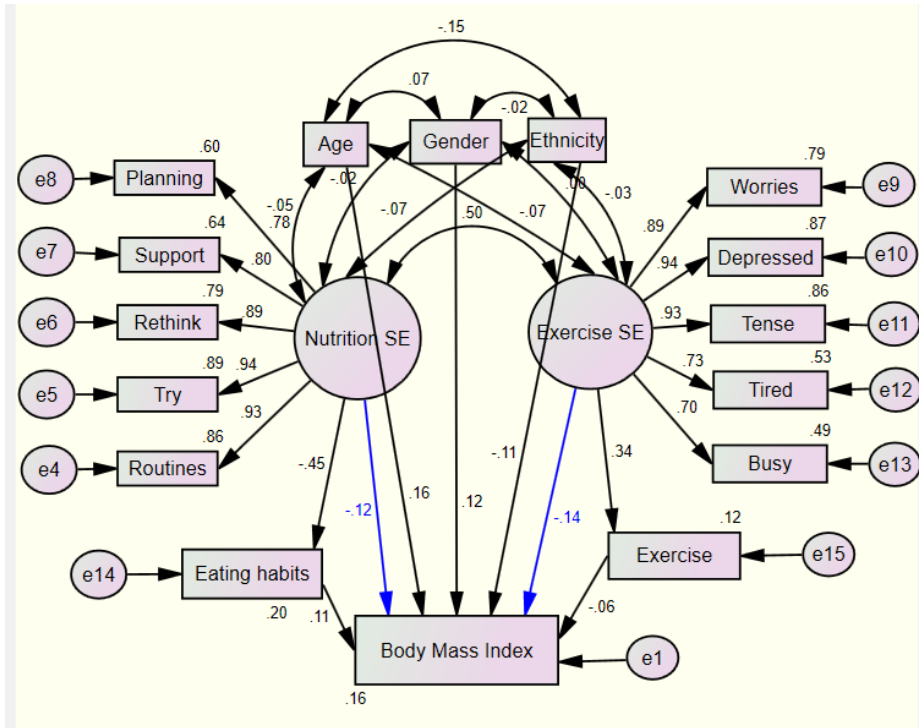 -.15
.07
-.02
Age
Gender
Ethnicity
.60
.79
e8
Planning
-.02
.00
-.03
Worries
e9
-.05
.78
-.07
.50
-.07
.89
.64
.87
e7
Support
.80
.94
Depressed
e10
.79
.86
e6
Rethink
.89
Nutrition SE
Exercise SE
.93
Tense
e11
.89
.94
.73
.53
e5
Try
Tired
e12
.93
.70
.86
.49
e4
Routines
-.45
-.11
.34
Busy
e13
-.12
.16
.12
-.14
.12
e14
Eating habits
Exercise
e15
.20
.11
-.06
Body Mass Index
e1
.16